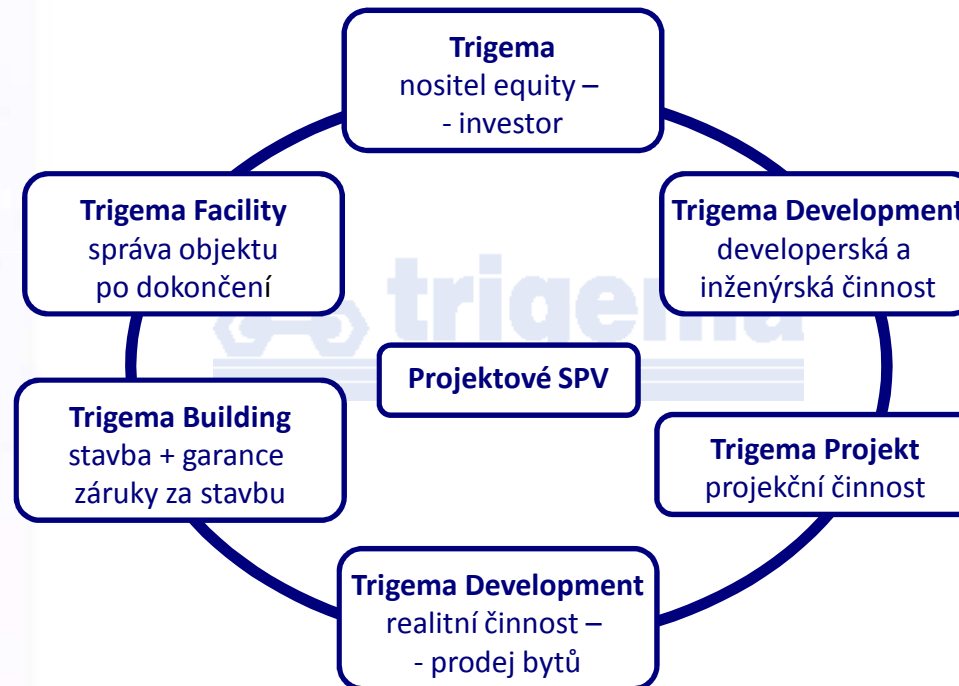 Trigema
nositel equity –
- investor
Trigema Facility
správa objektu
po dokončení
Trigema Development
developerská a
inženýrská činnost
trigema
Projektové SPV
Trigema Building
stavba + garance
záruky za stavbu
Trigema Projekt
projekční činnost
Trigema Development
realitní činnost –
- prodej bytů